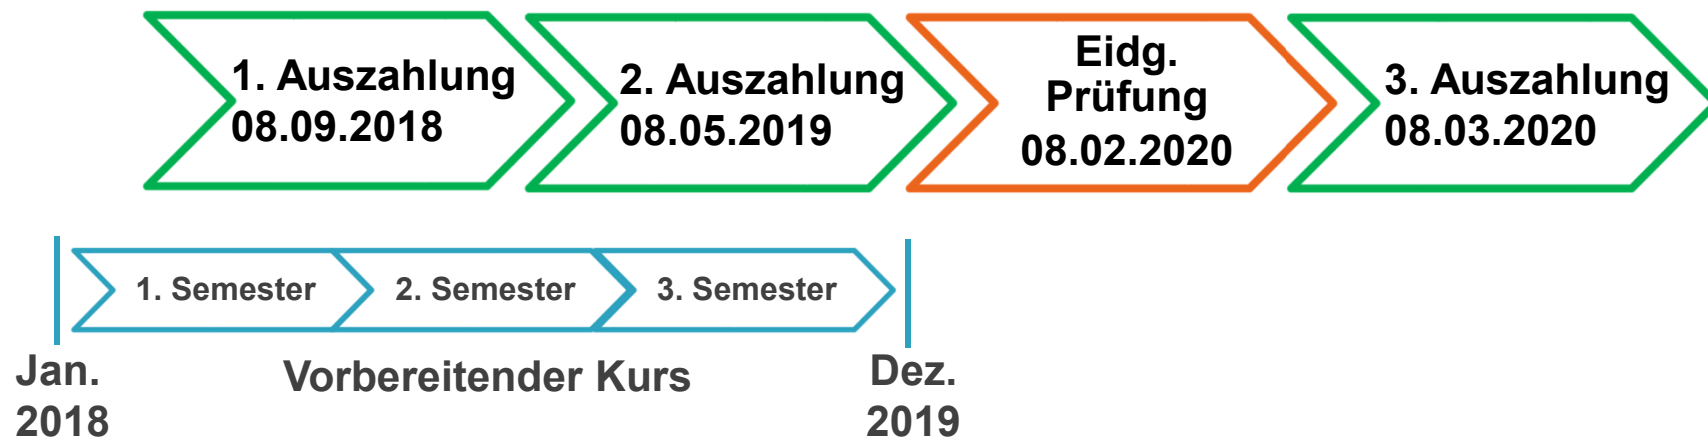 1. Auszahlung
08.09.2018
2. Auszahlung
08.05.2019
Eidg.
Prüfung
08.02.2020
3. Auszahlung
08.03.2020
1. Semester
2. Semester
3. Semester
Jan.
2018
Vorbereitender Kurs
Dez.
2019